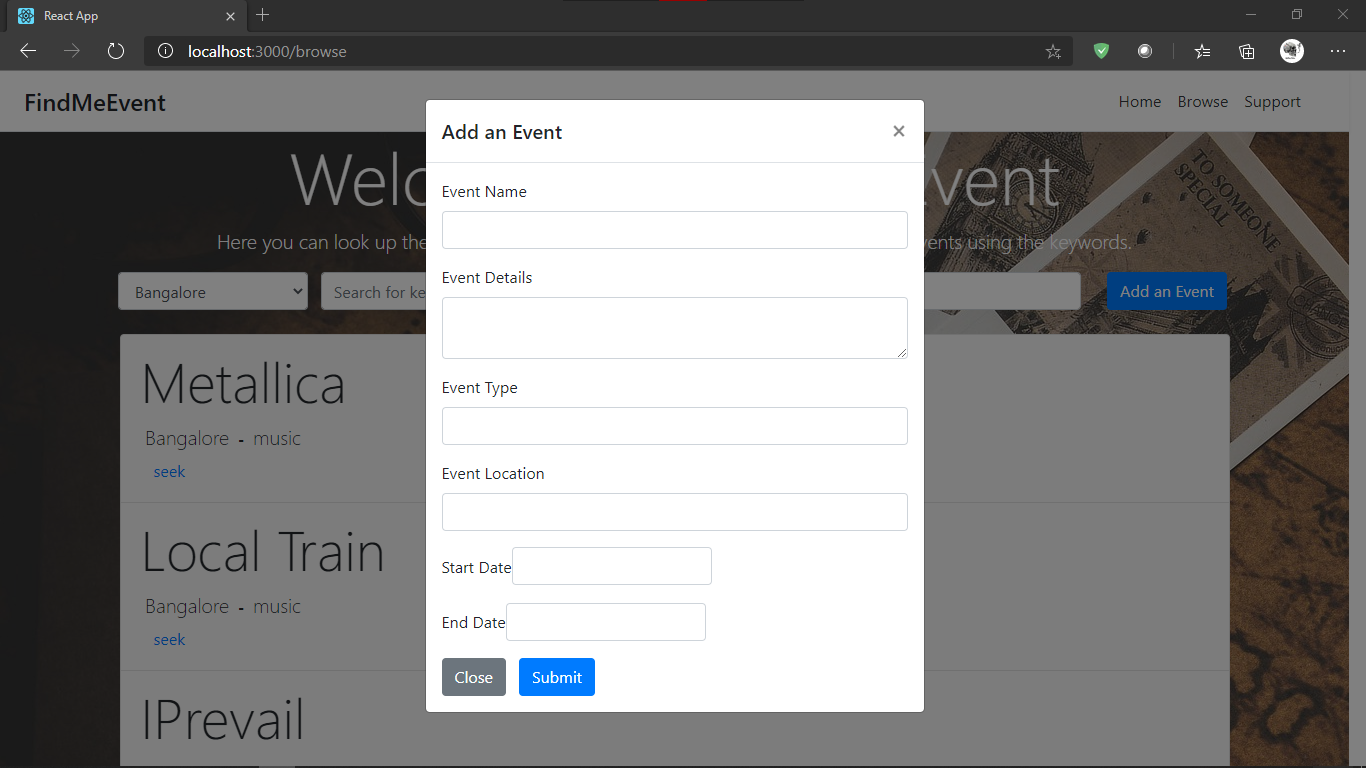 React App
localhost:3000/browse
FindMeEvent
Home Browse Support
Add an Event
×
Welc vent
Here you can look up the vents using the keywords.
TO SOMEONE
SPECIAL
Bangalore
Search for ke
Add an Event
Event Name
Event Details
Event Type
Event Location
Start Date
End Date
Close Submit
Metallica
Bangalore - music
seek
Local Train
Bangalore - music
seek
IPrevail